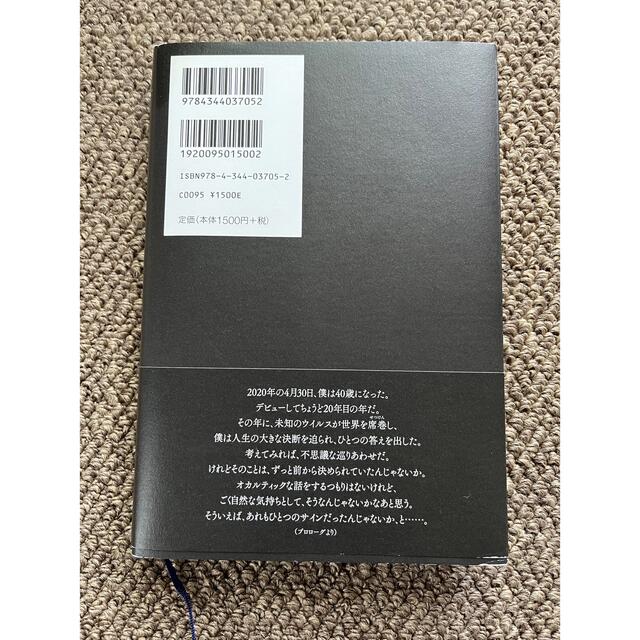 9784344037052
1920095015002
ISBN978-4-344-03705-2
C0095 ¥1500E
定価(本体1500円+税)
2020年の4月30日、僕は40歳になった。
デビューしてちょうど20年目の年だ。
せっけん
その年に、未知のウイルスが世界を席巻し、
僕は人生の大きな決断を迫られ、ひとつの答えを出した。
考えてみれば、不思議な巡りあわせだ。
けれどそのことは、ずっと前から決められていたんじゃないか。
オカルティックな話をするつもりはないけれど、
ごく自然な気持ちとして、そうなんじゃないかなあと思う。
そういえば、あれもひとつのサインだったんじゃないか、と……。
(プロローグより)